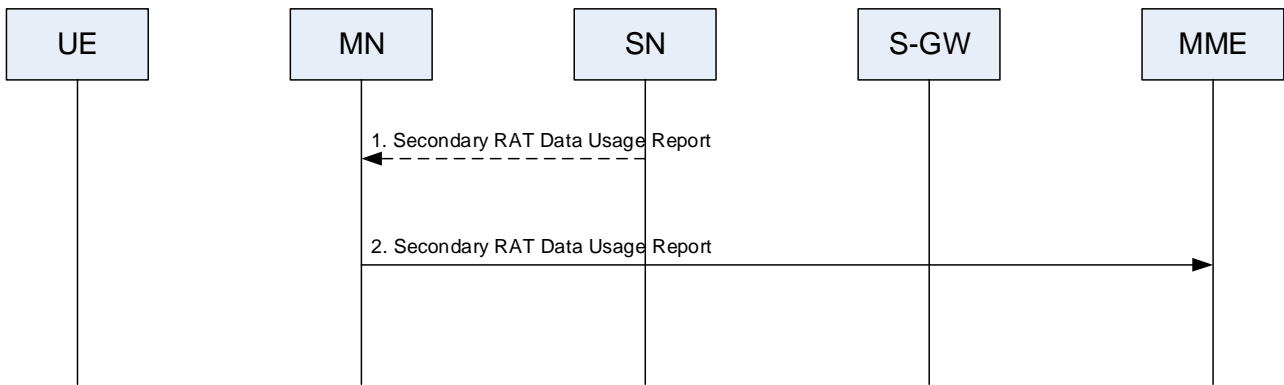 UE
MN
SN
S-GW
MME
1. Secondary RAT Data Usage Report
2. Secondary RAT Data Usage Report